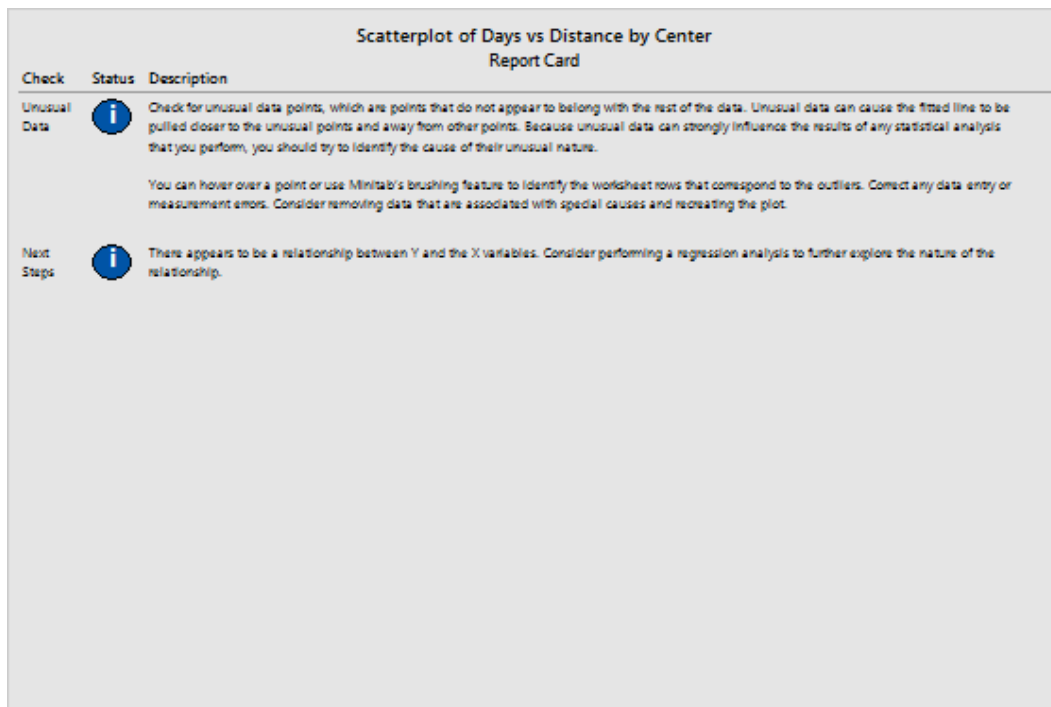 Scatterplot of Days vs Distance by Center
Report Card
Check Status Description
Unusual Data
i
Check for unusual data points, which are points that do not appear to belong with the rest of the data. Unusual data can cause the fitted line to be
pulled closer to the unusual points and away from other points. Because unusual data can strongly influence the results of any statistical analysis
that you perform, you should try to identify the cause of their unusual nature.
You can hover over a point or use Minitab's brushing feature to identify the worksheet rows that correspond to the outliers. Correct any data entry or
measurement errors. Consider removing data that are associated with special causes and recreating the plot.
Next Steps
i
There appears to be a relationship between Y and the X variables. Consider performing a regression analysis to further explore the nature of the
relationship.